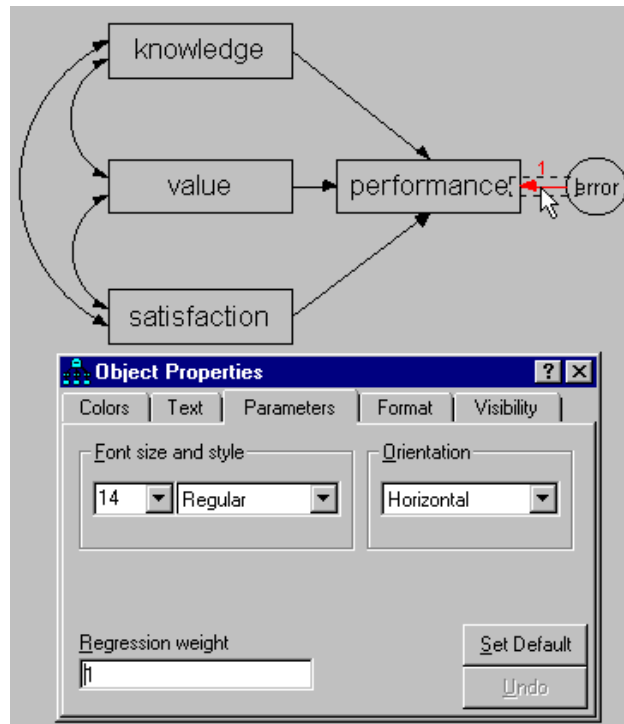 knowledge
1
value
performance
error
satisfaction
Object Properties
Colors Text Parameters Format Visibility
Font size and style
Orientation
14 Regular Horizontal
Regression weight
1
Set Default
Undo